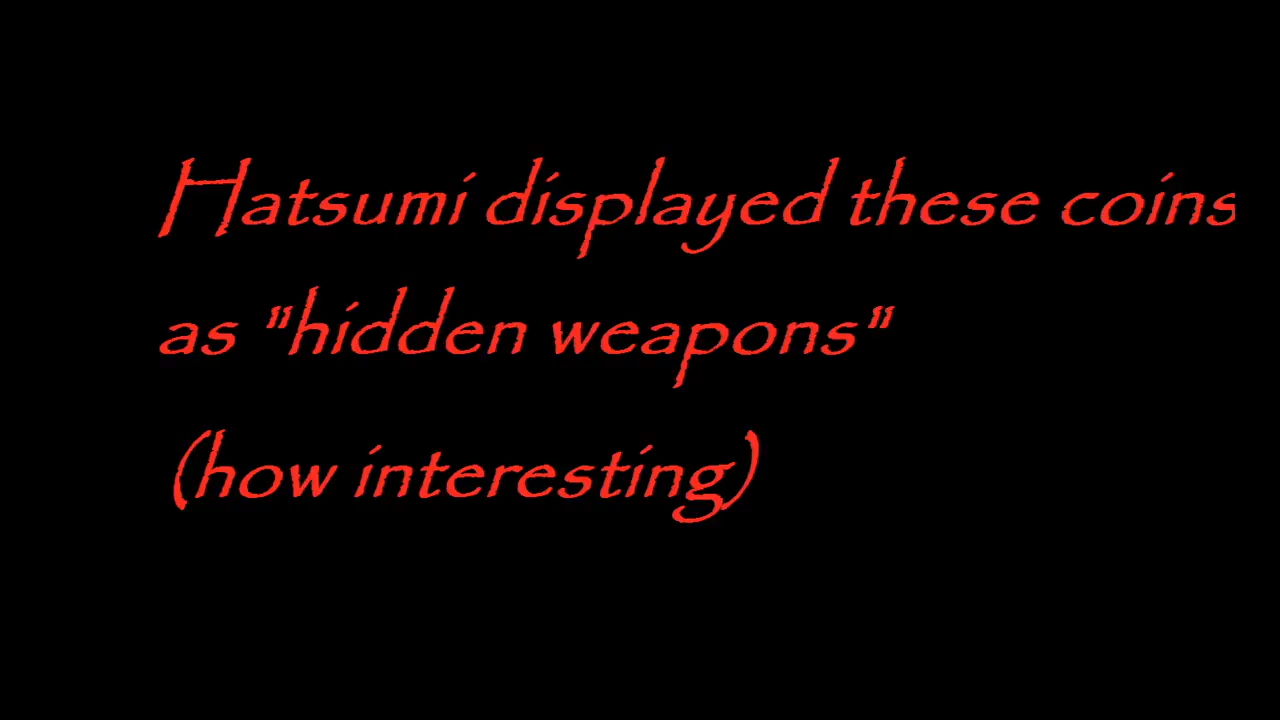 Hatsumi displayed these coins
as "hidden weapons"
(how interesting)